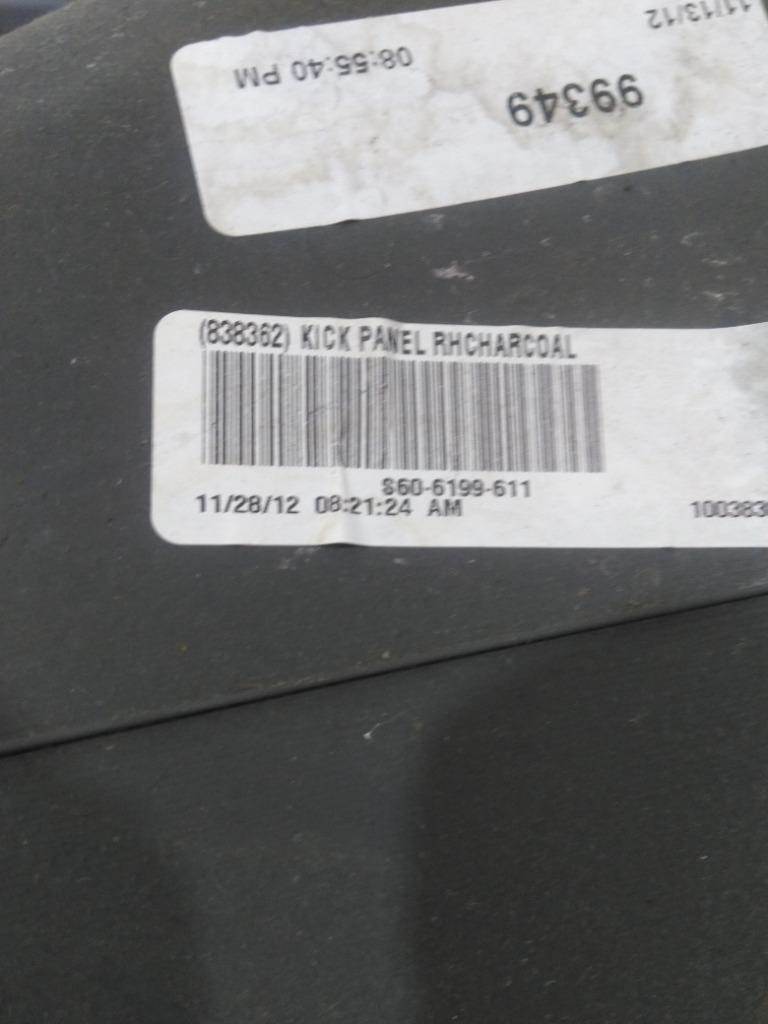 11/13/12
08:55:40 PM
99349
(838362) KICK PANEL RHCHARCOAL
S60-6199-611
11/28/12 08:21:24 AM